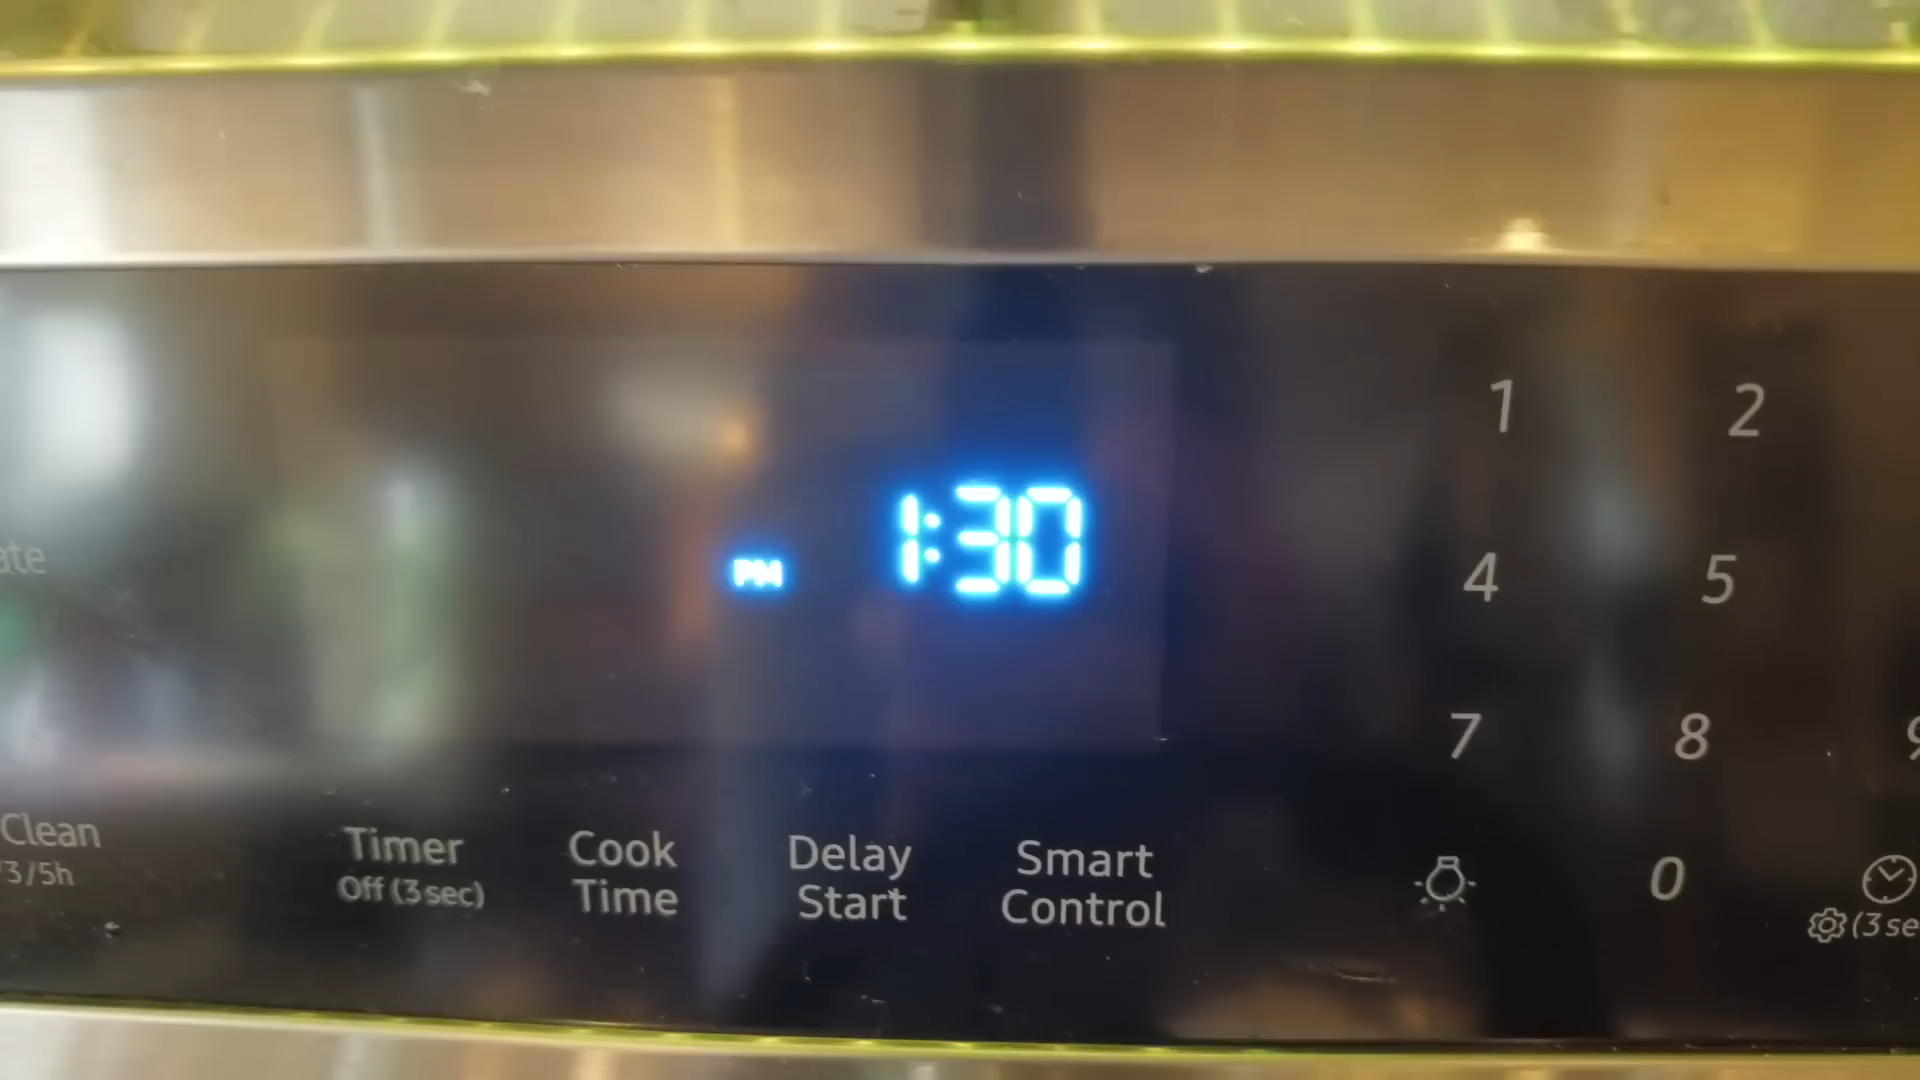 1 2
PM 1:30
ate
4 5
7 8 9
Clean
/3/5h
Timer
Off (3 sec)
Cook
Time
Delay
Start
Smart
Control
0
(3 se